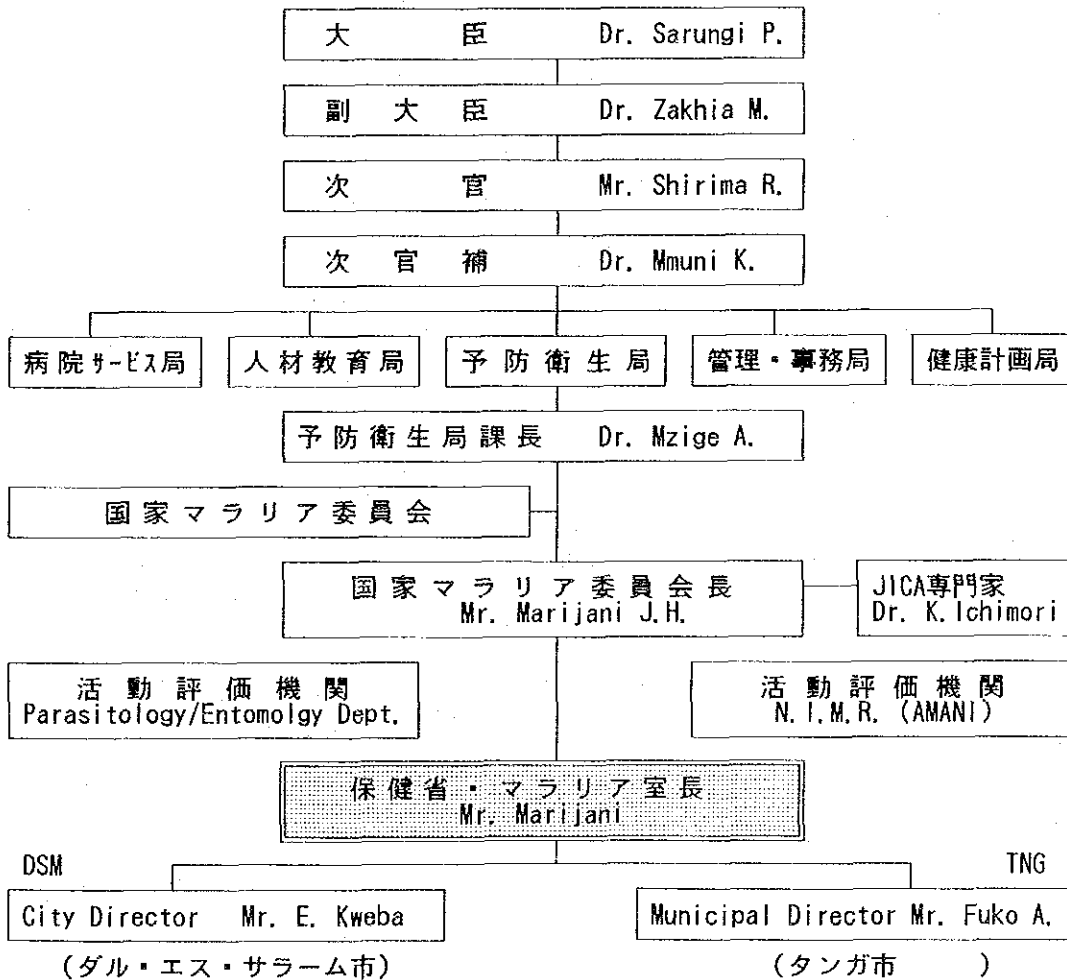 大臣 Dr. Sarungi P.
副大臣 Dr. Zakhia M.
次官 Mr. Shirima R.
次官補 Dr. Mmuni K.
病院サービス局 人材教育局 予防衛生局 管理・事務局 健康計画局
予防衛生局課長 Dr. Mzige A.
国家マラリア委員会
国家マラリア委員会長
Mr. Marijani J.H.
JICA専門家
Dr. K.Ichimori
活動評価機関
Parasitology/Entomolgy Dept.
活動評価機関
N.I.M.R. (AMANI)
保健省・マラリア室長
Mr. Marijani
DSM
TNG
City Director Mr. E. Kweba
Municipal Director Mr. Fuko A.
(ダル・エス・サラーム市)
(タンガ市 )